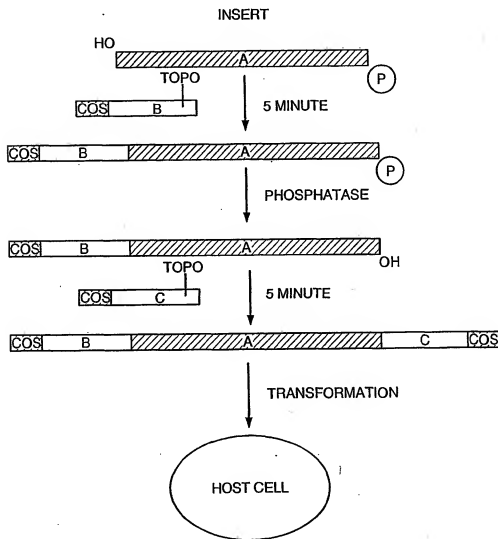 INSERT
HO
A
P
TOPO
COS B
5 MINUTE
COS B A
P
PHOSPHATASE
COS B A
OH
TOPO
COS C
5 MINUTE
COS B A C COS
TRANSFORMATION
HOST CELL